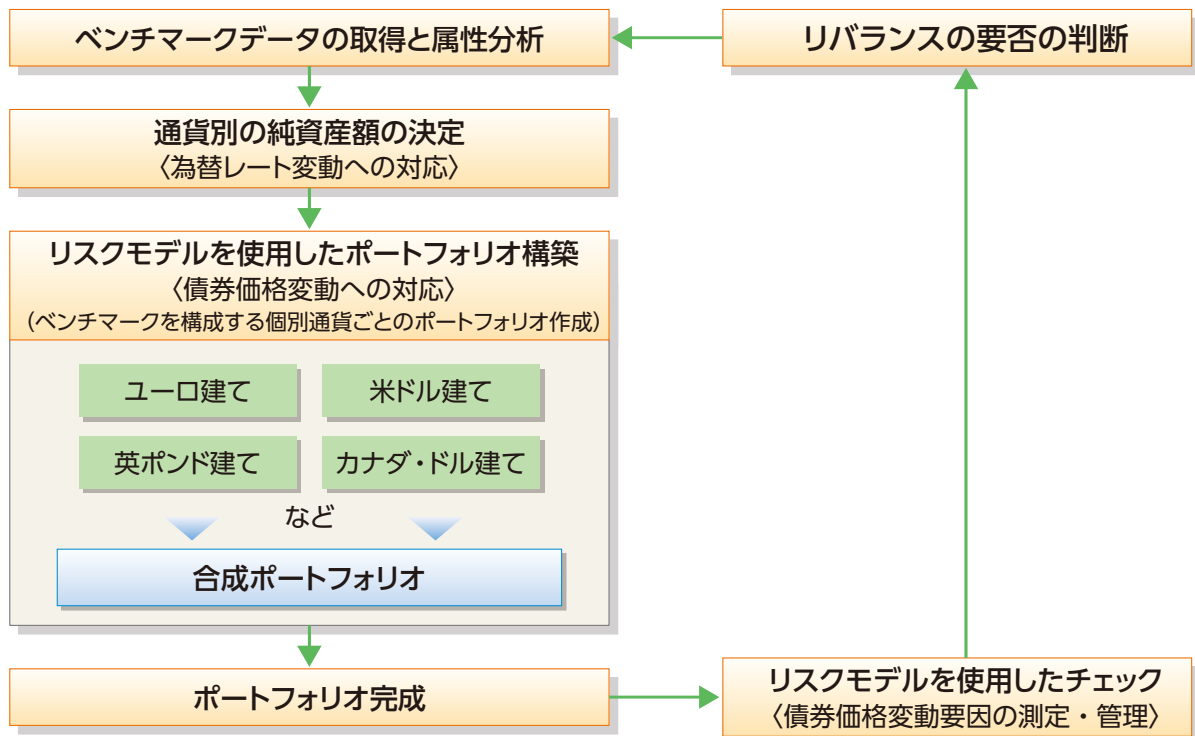 ベンチマークデータの取得と属性分析
リバランスの要否の判断
通貨別の純資産額の決定
〈為替レート変動への対応〉
リスクモデルを使用したポートフォリオ構築
〈債券価格変動への対応〉
(ベンチマークを構成する個別通貨ごとのポートフォリオ作成)
ユーロ建て
米ドル建て
英ポンド建て
カナダ・ドル建て
など
合成ポートフォリオ
ポートフォリオ完成
リスクモデルを使用したチェック
〈債券価格変動要因の測定・管理〉